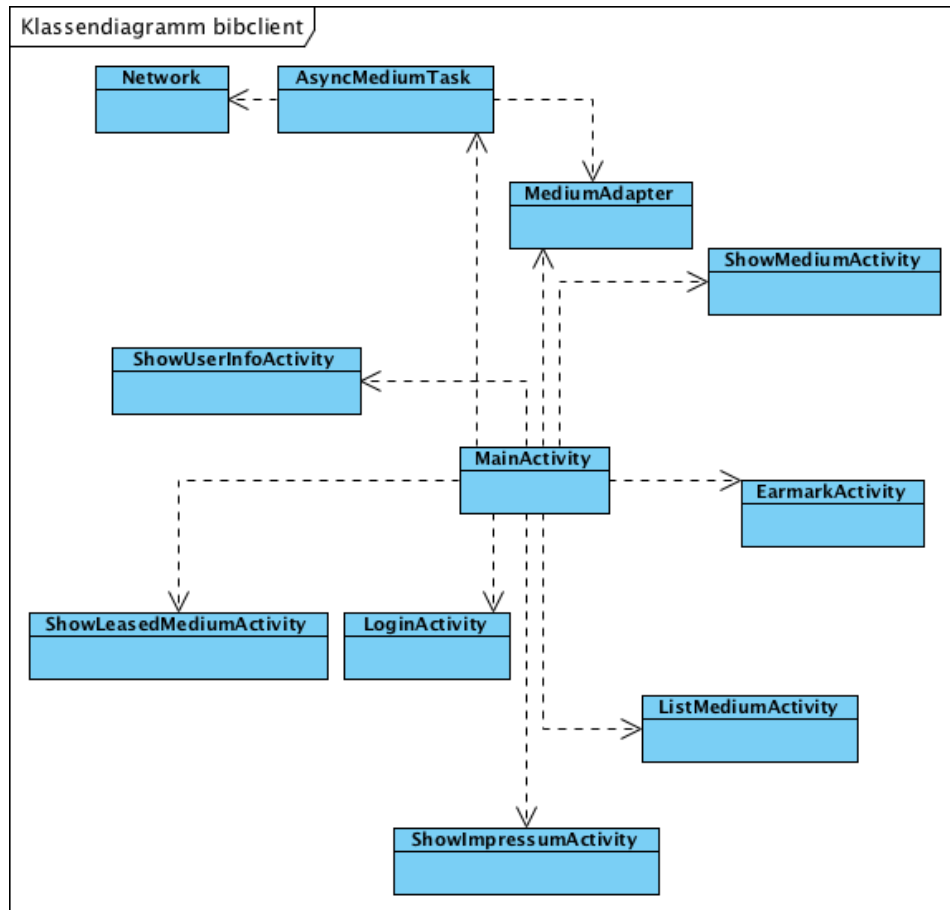 Klassendiagramm bibclient
Network
AsyncMediumTask
MediumAdapter
ShowMediumActivity
ShowUserInfoActivity
MainActivity
EarmarkActivity
ShowLeasedMediumActivity
LoginActivity
ListMediumActivity
ShowImpressumActivity